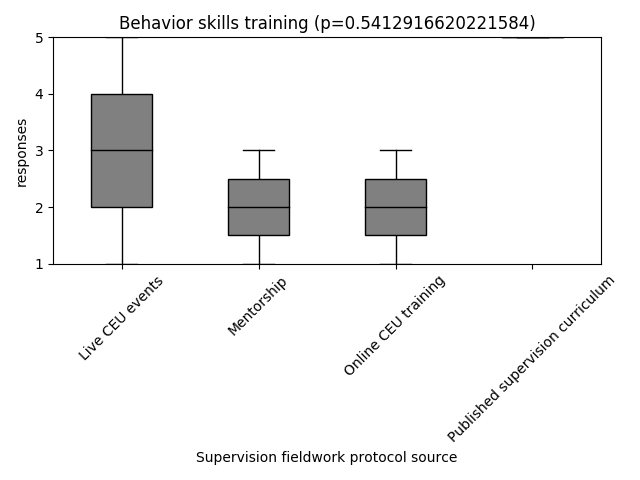 Behavior skills training (p=0.5412916620221584)
responses
5
4
3
2
1
Live CEU events
Mentorship
Online CEU training
Published supervision curriculum
Supervision fieldwork protocol source